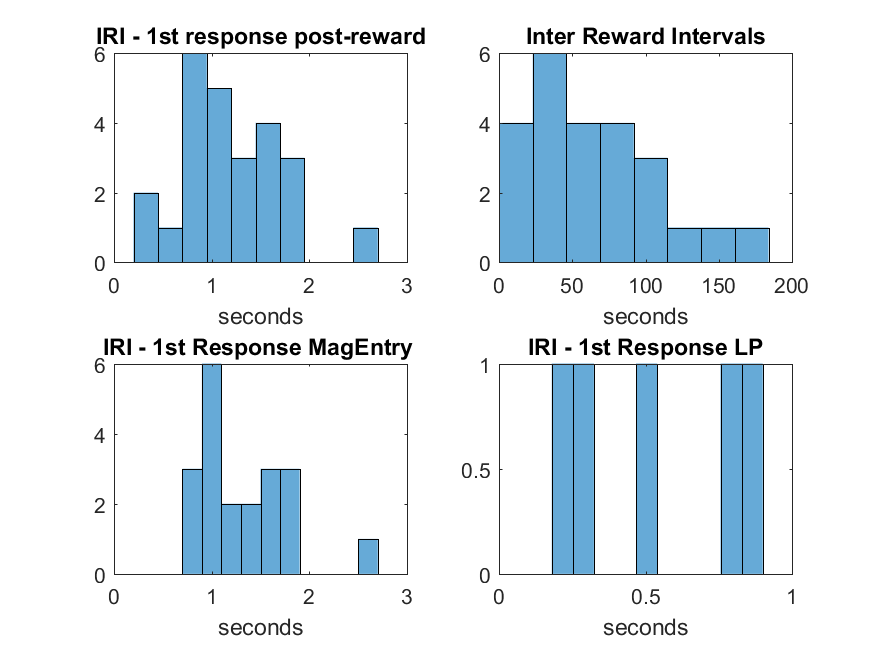 IRI - 1st response post-reward
6
4
2
0
0 1 2 3
seconds
Inter Reward Intervals
6
4
2
0
0 50 100 150 200
seconds
IRI - 1st Response MagEntry
6
4
2
0
0 1 2 3
seconds
IRI - 1st Response LP
1
0.5
0
0 0.5 1
seconds